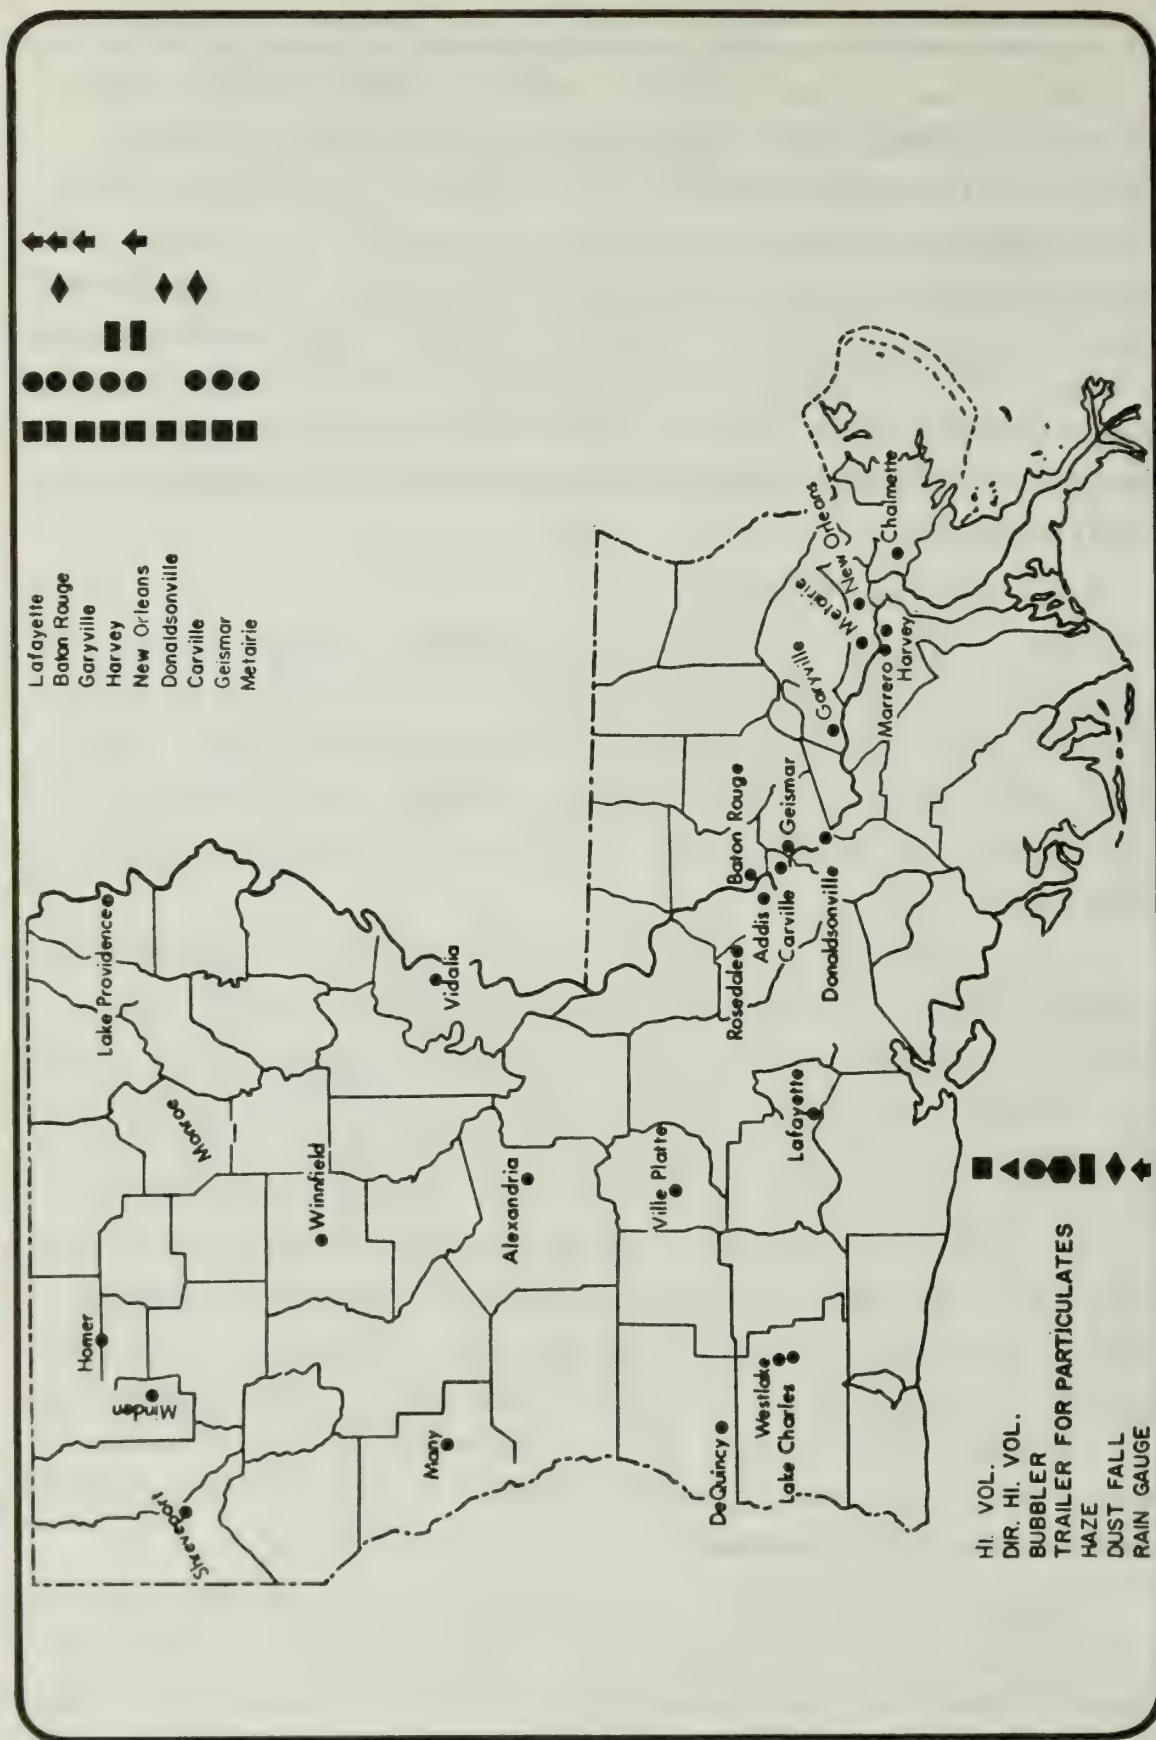 Lafayette
Baton Rouge
Garyville
Harvey
New Orleans
Donaldsonville
Carville
Geismar
Metairie
Lake Providence
Homer
Minden
Monroe
Shreveport
Winnfield
Vidalia
Many
Alexandria
Ville Platte
Rosedale
Baton Rouge
Addis
Carville
Geismar
Donaldsonville
DeQuincy
Westlake
Lake Charles
Lafayette
Garyville
Metairie
New Orleans
Marrero
Harvey
Chalmette
HI. VOL.
DIR. HI. VOL.
BUBBLER
TRAILER FOR PARTICULATES
HAZE
DUST FALL
RAIN GAUGE